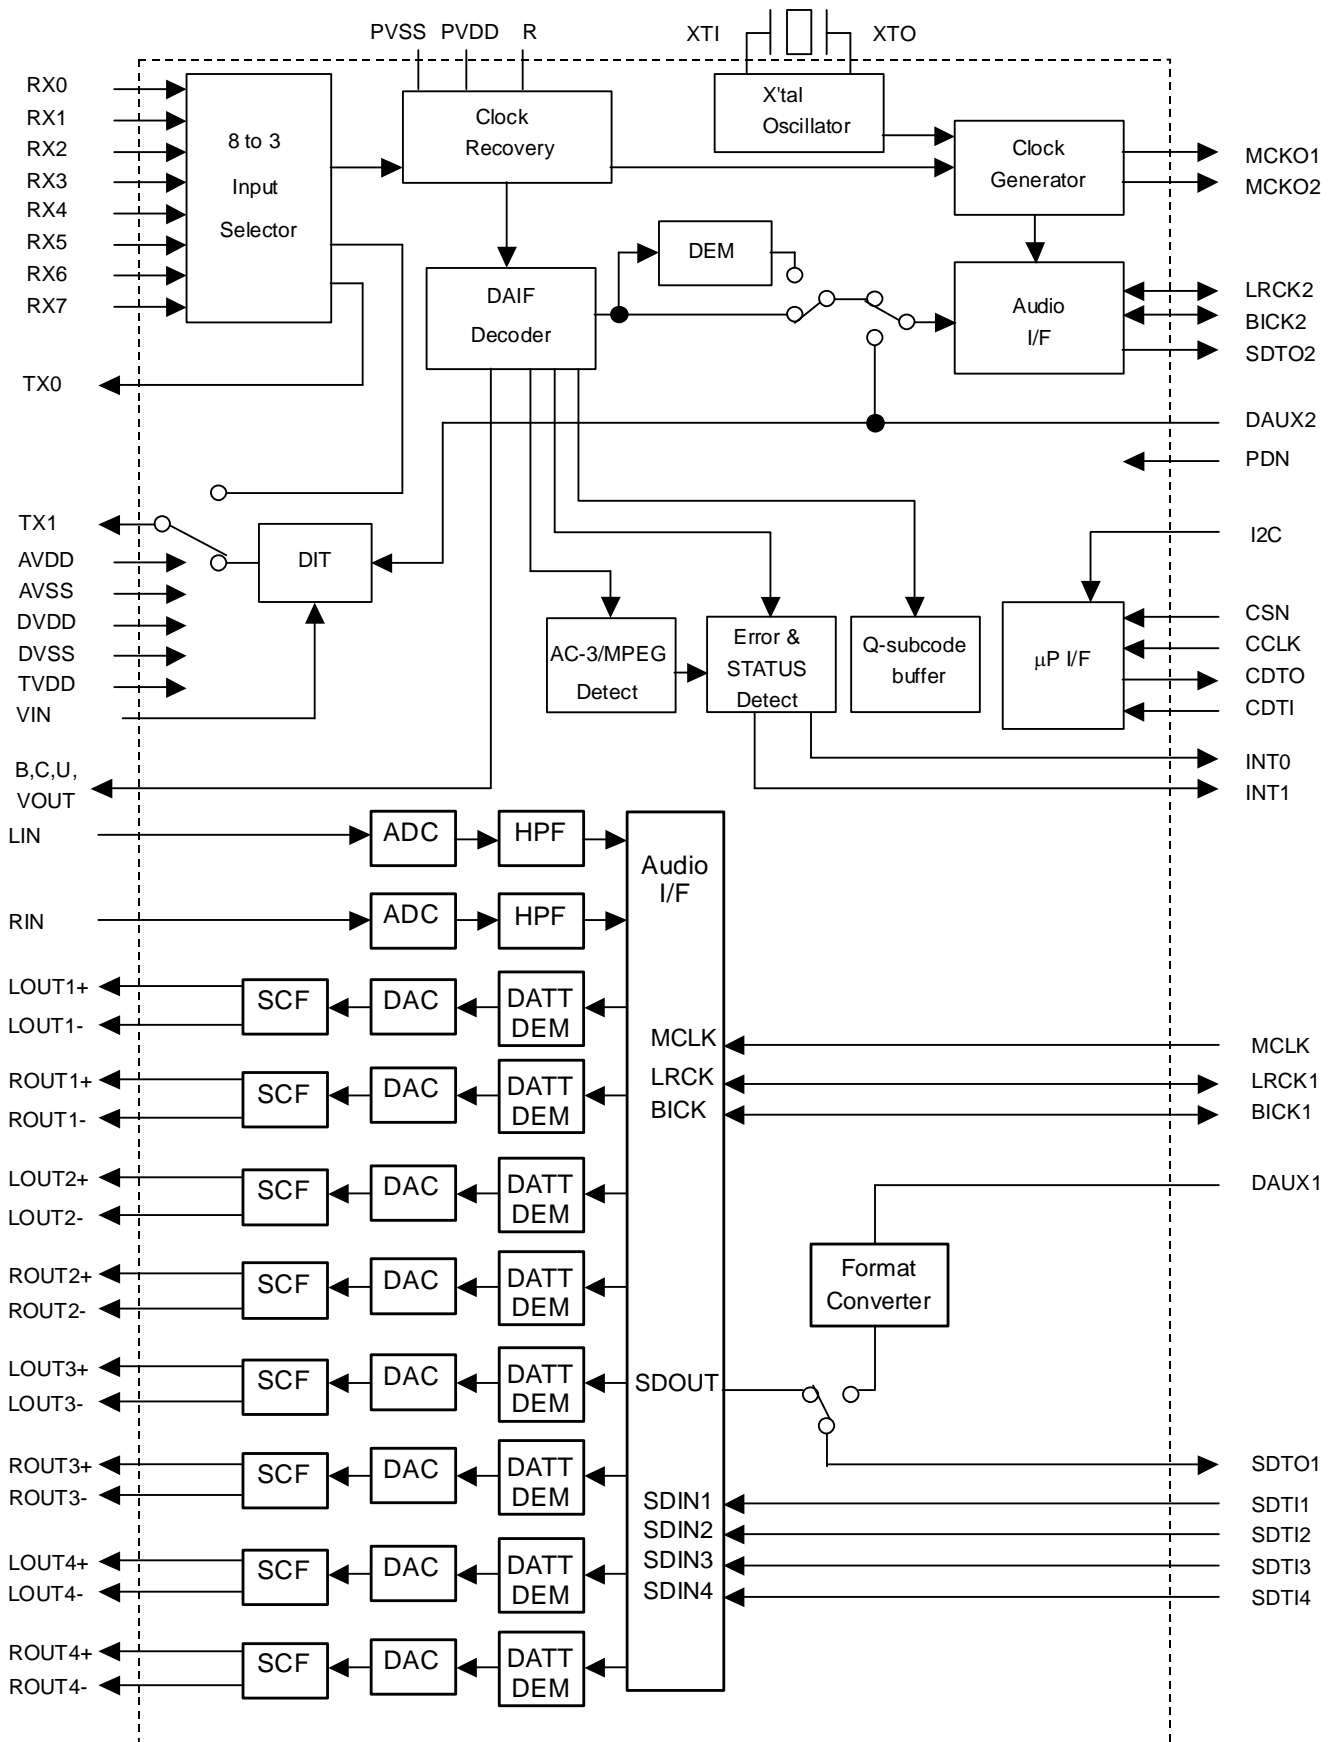 PVSS PVDD R XTI XTO
RX0
RX1
RX2
RX3
RX4
RX5
RX6
RX7
8 to 3
Input
Selector
Clock
Recovery
X'tal
Oscillator
Clock
Generator
MCKO1
MCKO2
DEM
DAIF
Decoder
Audio
I/F
LRCK2
BICK2
SDTO2
TX0
DAUX2
PDN
TX1
AVDD
AVSS
DVDD
DVSS
TVDD
VIN
DIT
I2C
AC-3/MPEG
Detect
Error &
STATUS
Detect
Q-subcode
buffer
µP I/F
CSN
CCLK
CDTO
CDTI
INT0
INT1
B,C,U,
VOUT
LIN
ADC
HPF
Audio
I/F
RIN
ADC
HPF
LOUT1+
LOUT1-
SCF
DAC
DATT
DEM
MCLK
LRCK
BICK
MCLK
LRCK1
BICK1
ROUT1+
ROUT1-
SCF
DAC
DATT
DEM
LOUT2+
LOUT2-
SCF
DAC
DATT
DEM
DAUX1
ROUT2+
ROUT2-
SCF
DAC
DATT
DEM
Format
Converter
LOUT3+
LOUT3-
SCF
DAC
DATT
DEM
SDOUT
ROUT3+
ROUT3-
SCF
DAC
DATT
DEM
SDTO1
SDIN1
SDIN2
SDIN3
SDIN4
SDTI1
SDTI2
SDTI3
SDTI4
LOUT4+
LOUT4-
SCF
DAC
DATT
DEM
ROUT4+
ROUT4-
SCF
DAC
DATT
DEM